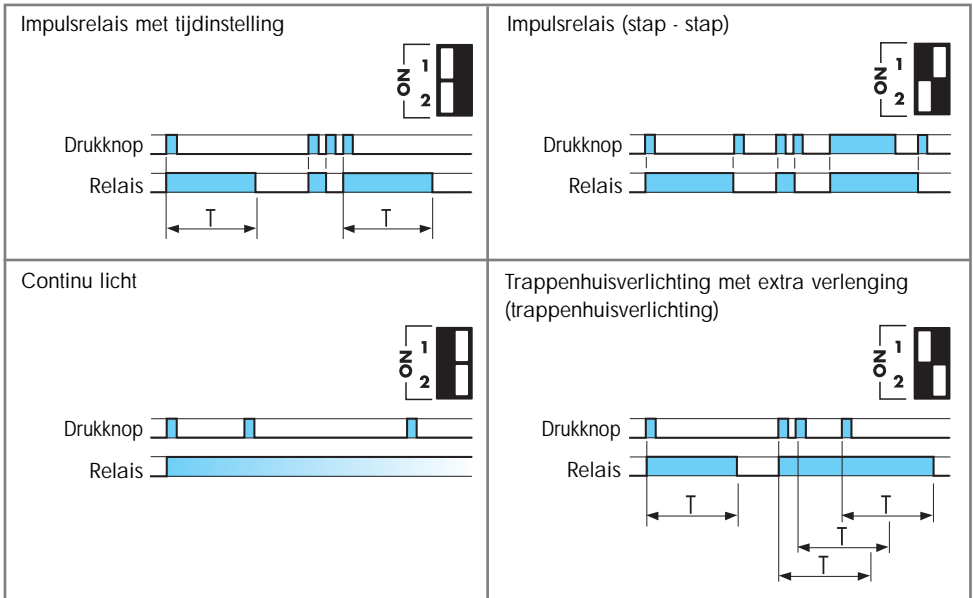 Impulsrelais met tijdinstelling
ON
1
2
Drukknop
Relais
T
T
Impulsrelais (stap - stap)
ON
1
2
Drukknop
Relais
Continu licht
ON
1
2
Drukknop
Relais
Trappenhuisverlichting met extra verlenging
(trappenhuisverlichting)
ON
1
2
Drukknop
Relais
T
T
T
T